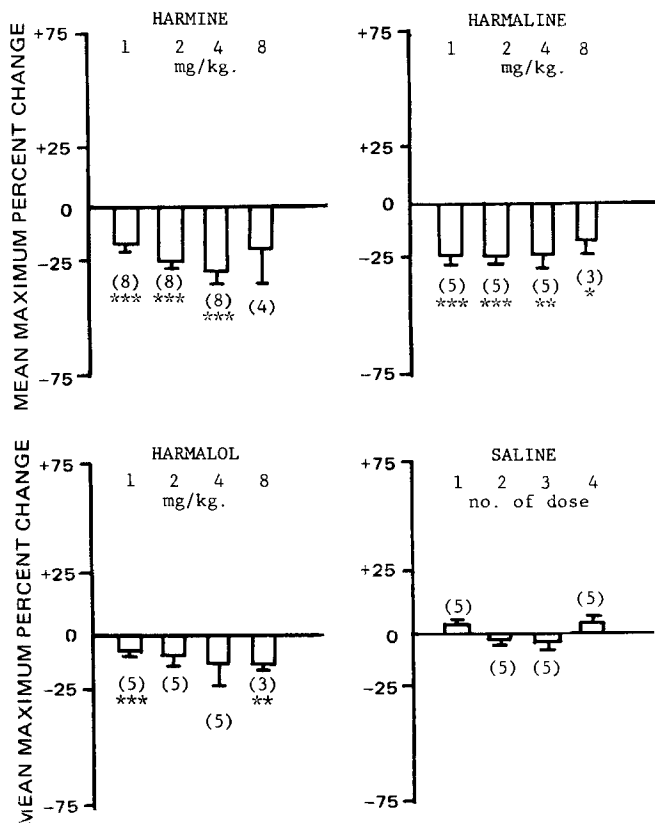 HARMINE
1 2 4 8
mg/kg.
MEAN MAXIMUM PERCENT CHANGE
+75
+25
0
-25
-75
(8) (8) (8) (4)
*** *** ***
HARMALINE
1 2 4 8
mg/kg.
+75
+25
0
-25
-75
(5) (5) (5) (3)
*** *** ** *
HARMALOL
1 2 4 8
mg/kg.
MEAN MAXIMUM PERCENT CHANGE
+75
+25
0
-25
-75
(5) (5) (5) (3)
*** **
SALINE
1 2 3 4
no. of dose
+75
+25
0
-25
-75
(5) (5) (5) (5)